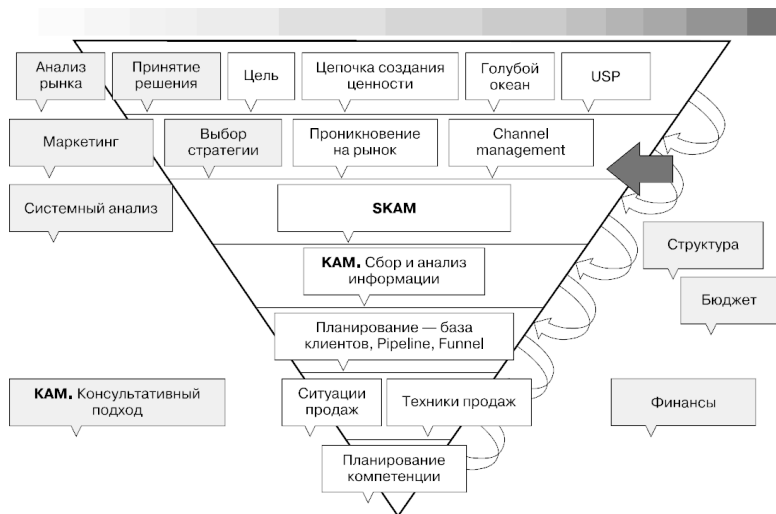 Анализ
рынка
Принятие
решения
Цель
Цепочка создания
ценности
Голубой
океан
USP
Маркетинг
Выбор
стратегии
Проникновение
на рынок
Channel
management
Системный анализ
SKAM
Структура
KAM. Сбор и анализ
информации
Бюджет
Планирование — база
клиентов, Pipeline, Funnel
KAM. Консультативный
подход
Ситуации
продаж
Техники продаж
Финансы
Планирование
компетенции